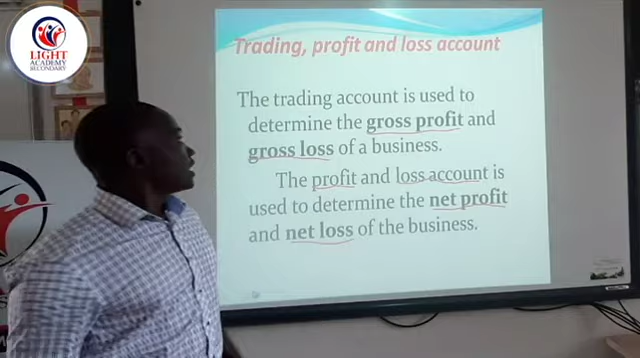 LIGHT
ACADEMY
SECONDARY
Trading, profit and loss account
The trading account is used to
determine the gross profit and
gross loss of a business.
The profit and loss account is
used to determine the net profit
and net loss of the business.